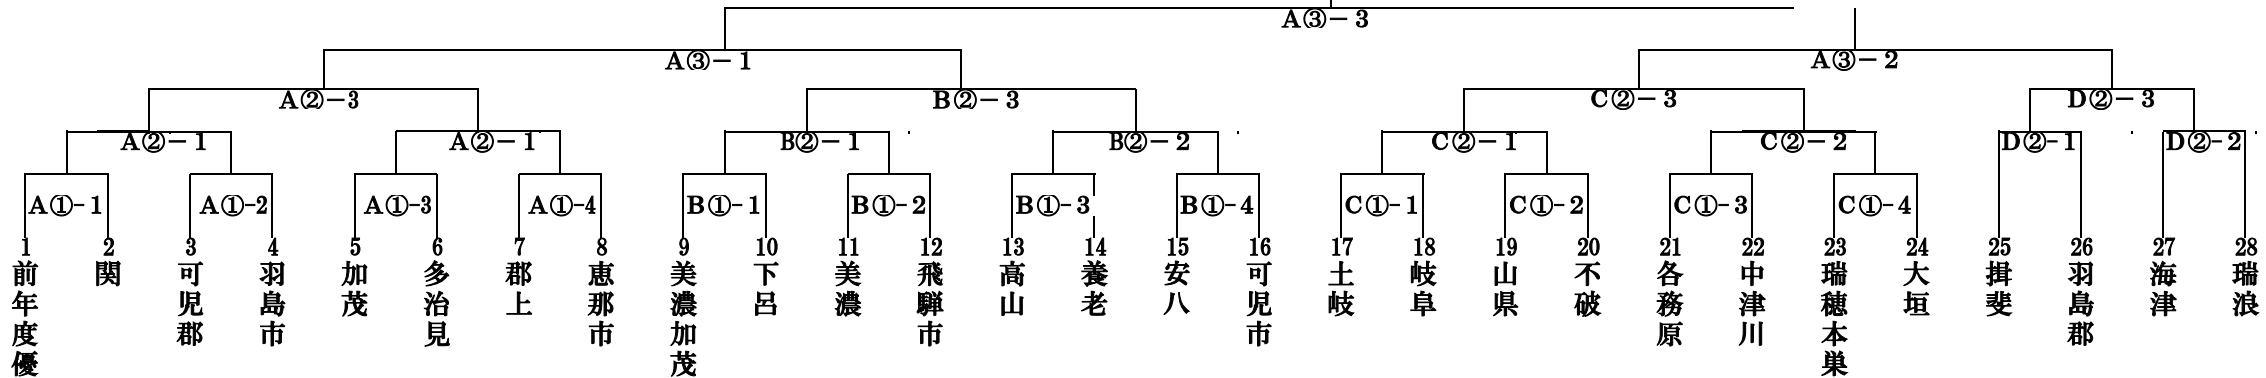 A③－３
A③－１
A③－２
A②－3
B②－３
C②－３
D②－３
A②－１
A②－１
B②－１
B②－２
C②－１
C②－２
D②-１
D②-２
A①-１
A①-2
A①-3
A①-4
B①-１
B①-２
B①-３
B①-４
C①-１
C①-２
C①-３
C①-４
1
2
3
4
5
6
7
8
9
10
11
12
13
14
15
16
17
18
19
20
21
22
23
24
25
26
27
28
前年度優
関
可児郡
羽島市
加茂
多治見
郡上
恵那市
美濃加茂
下呂
美濃
飛騨市
高山
養老
安八
可児市
土岐
岐阜
山県
不破
各務原
中津川
瑞穂本巣
大垣
揖斐
羽島郡
海津
瑞浪